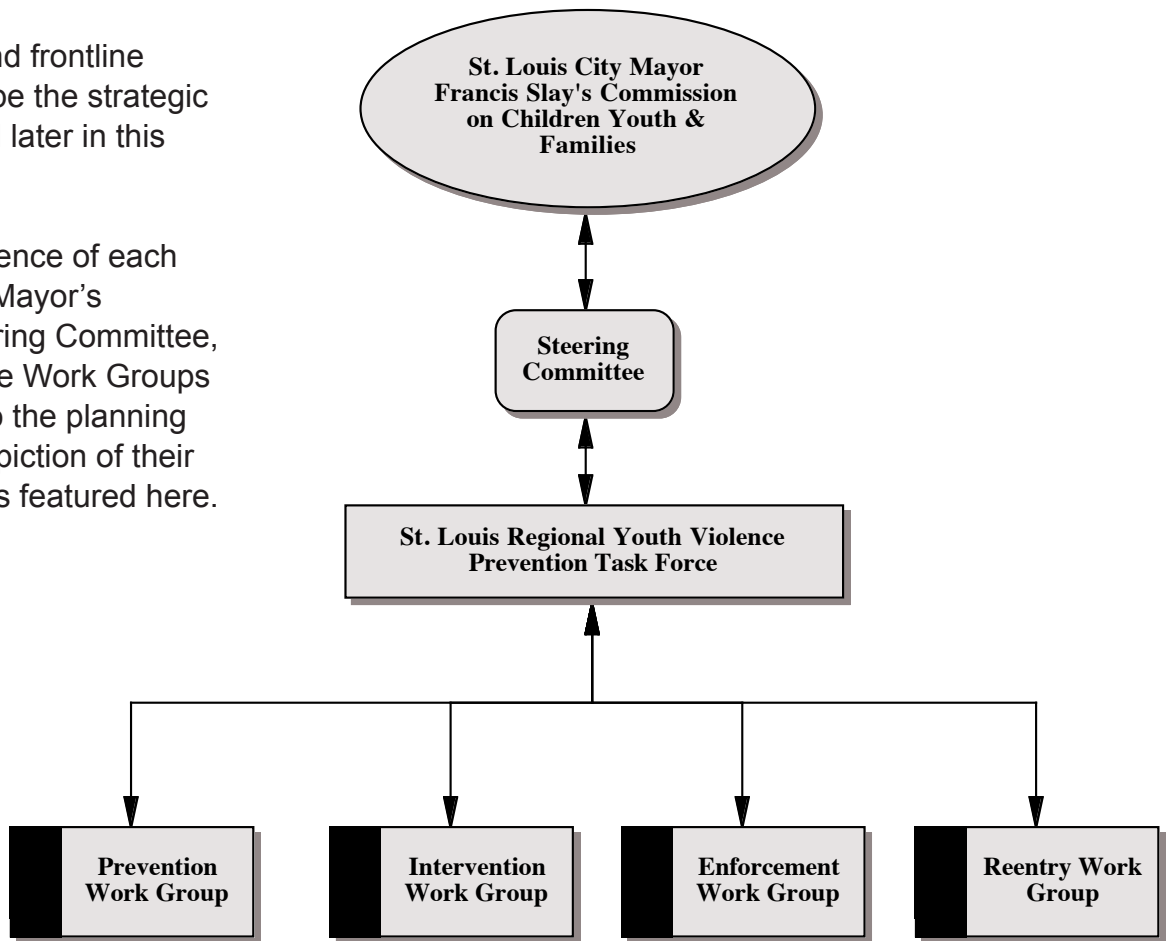 nd frontline
be the strategic
later in this
ence of each
Mayor’s
ring Committee,
e Work Groups
o the planning
piction of their
s featured here.
St. Louis City Mayor
Francis Slay's Commission
on Children Youth &
Families
Steering
Committee
St. Louis Regional Youth Violence
Prevention Task Force
Prevention
Work Group
Intervention
Work Group
Enforcement
Work Group
Reentry Work
Group